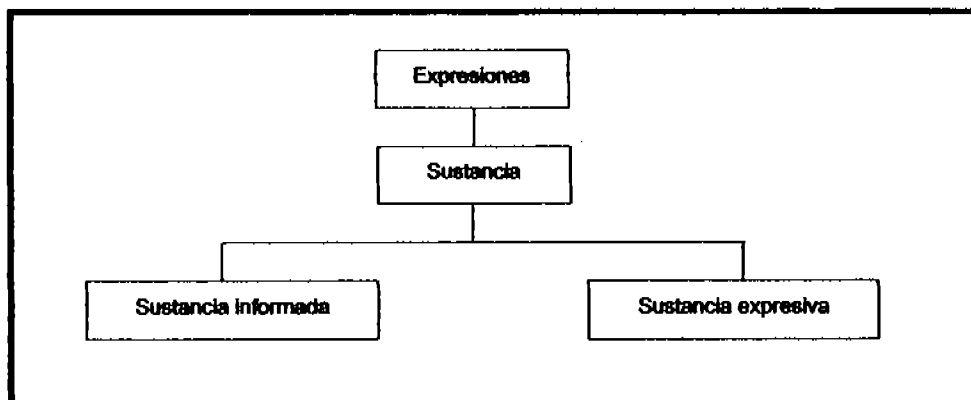 Expresiones
Sustancia
Sustancia informada
Sustancia expresiva